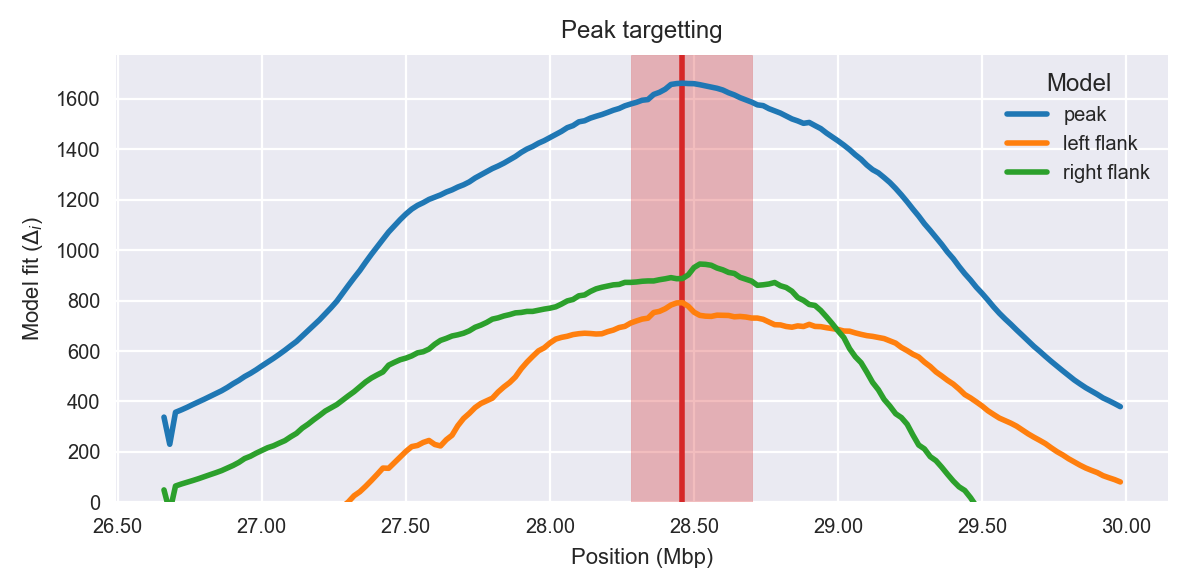 Peak targetting
Model
peak
left flank
right flank
Model fit (Δi)
1600
1400
1200
1000
800
600
400
200
0
26.50 27.00 27.50 28.00 28.50 29.00 29.50 30.00
Position (Mbp)